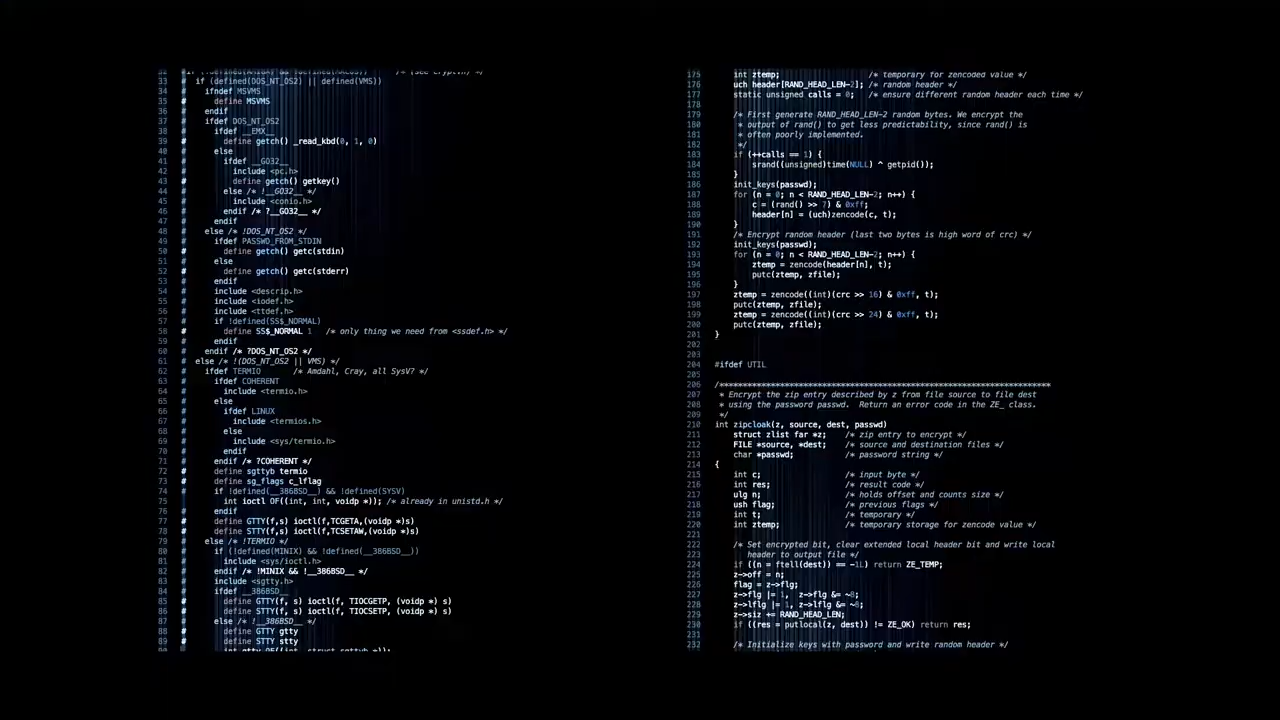 33 # if (defined(DOS_NT_OS2) || defined(VMS))
34 # ifndef MSVMS
35 # define MSVMS
36 # endif
37 # ifdef DOS_NT_OS2
38 # ifdef __EMX__
39 # define getch() _read_kbd(0, 1, 0)
40 # else
41 # ifdef __GO32__
42 # include <pc.h>
43 # define getch() getkey()
44 # else /* !__GO32__ */
45 # include <conio.h>
46 # endif /* ?__GO32__ */
47 # endif
48 # else /* !DOS_NT_OS2 */
49 # ifdef PASSWD_FROM_STDIN
50 # define getch() getc(stdin)
51 # else
52 # define getch() getc(stderr)
53 # endif
54 # include <descrip.h>
55 # include <iodef.h>
56 # include <ttdef.h>
57 # if !defined(SS$_NORMAL)
58 # define SS$_NORMAL 1 /* only thing we need from <ssdef.h> */
59 # endif
60 # endif /* ?DOS_NT_OS2 */
61 # else /* !(DOS_NT_OS2 || VMS) */
62 # ifdef TERMIO /* Amdahl, Cray, all SysV? */
63 # ifdef COHERENT
64 # include <termio.h>
65 # else
66 # ifdef LINUX
67 # include <termios.h>
68 # else
69 # include <sys/termio.h>
70 # endif
71 # endif /* ?COHERENT */
72 # define sgttyb termio
73 # define sg_flags c_lflag
74 # if !defined(__386BSD__) && !defined(SYSV)
75 int ioctl OF((int, int, voidp *)); /* already in unistd.h */
76 # endif
77 # define GTTY(f,s) ioctl(f,TCGETA,(voidp *)s)
78 # define STTY(f,s) ioctl(f,TCSETAW,(voidp *)s)
79 # else /* !TERMIO */
80 # if (!defined(MINIX) && !defined(__386BSD__))
81 # include <sys/ioctl.h>
82 # endif /* !MINIX && !__386BSD__ */
83 # include <sgtty.h>
84 # ifdef __386BSD__
85 # define GTTY(f, s) ioctl(f, TIOCGETP, (voidp *) s)
86 # define STTY(f, s) ioctl(f, TIOCSETP, (voidp *) s)
87 # else /* !__386BSD__ */
88 # define GTTY gtty
89 # define STTY stty
90 int gtty OF((int, struct sgttyb *));
175 int ztemp; /* temporary for zencoded value */
176 uch header[RAND_HEAD_LEN-2]; /* random header */
177 static unsigned calls = 0; /* ensure different random header each time */
178
179 /* First generate RAND_HEAD_LEN-2 random bytes. We encrypt the
180 * output of rand() to get less predictability, since rand() is
181 * often poorly implemented.
182 */
183 if (++calls == 1) {
184 srand((unsigned)time(NULL) ^ getpid());
185 }
186 init_keys(passwd);
187 for (n = 0; n < RAND_HEAD_LEN-2; n++) {
188 c = (rand() >> 7) & 0xff;
189 header[n] = (uch)zencode(c, t);
190 }
191 /* Encrypt random header (last two bytes is high word of crc) */
192 init_keys(passwd);
193 for (n = 0; n < RAND_HEAD_LEN-2; n++) {
194 ztemp = zencode(header[n], t);
195 putc(ztemp, zfile);
196 }
197 ztemp = zencode((int)(crc >> 16) & 0xff, t);
198 putc(ztemp, zfile);
199 ztemp = zencode((int)(crc >> 24) & 0xff, t);
200 putc(ztemp, zfile);
201 }
202
204 #ifdef UTIL
205
206 /***********************************************************************
207 * Encrypt the zip entry described by z from file source to file dest
208 * using the password passwd. Return an error code in the ZE_ class.
209 */
210 int zipcloak(z, source, dest, passwd)
211 struct zlist far *z; /* zip entry to encrypt */
212 FILE *source, *dest; /* source and destination files */
213 char *passwd; /* password string */
214 {
215 int c; /* input byte */
216 int res; /* result code */
217 ulg n; /* holds offset and counts size */
218 ush flag; /* previous flags */
219 int t; /* temporary */
220 int ztemp; /* temporary storage for zencode value */
221
222 /* Set encrypted bit, clear extended local header bit and write local
223 header to output file */
224 if ((n = ftell(dest)) == -1L) return ZE_TEMP;
225 z->off = n;
226 flag = z->flg;
227 z->flg |= 1, z->flg &= ~8;
228 z->lflg |= 1, z->lflg &= ~8;
229 z->siz += RAND_HEAD_LEN;
230 if ((res = putlocal(z, dest)) != ZE_OK) return res;
231
232 /* Initialize keys with password and write random header */